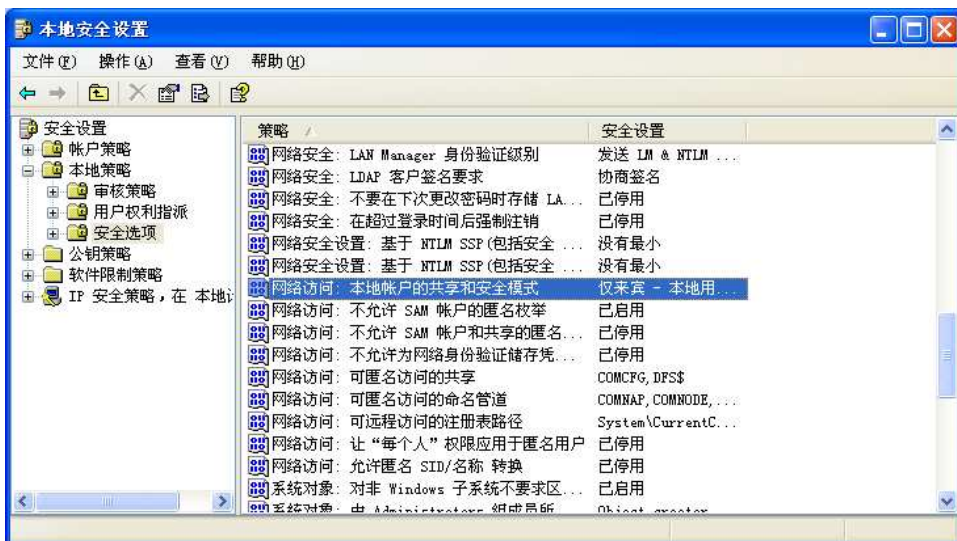 本地安全设置
文件(F) 操作(A) 查看(V) 帮助(H)
安全设置
帐户策略
本地策略
审核策略
用户权利指派
安全选项
公钥策略
软件限制策略
IP 安全策略，在 本地
策略 安全设置
网络安全: LAN Manager 身份验证级别 发送 LM & NTLM ...
网络安全: LDAP 客户签名要求 协商签名
网络安全: 不要在下次更改密码时存储 LA... 已停用
网络安全: 在超过登录时间后强制注销 已停用
网络安全设置: 基于 NTLM SSP(包括安全 ... 没有最小
网络安全设置: 基于 NTLM SSP(包括安全 ... 没有最小
网络访问: 本地帐户的共享和安全模式 仅来宾 - 本地用...
网络访问: 不允许 SAM 帐户的匿名枚举 已启用
网络访问: 不允许 SAM 帐户和共享的匿名... 已停用
网络访问: 不允许为网络身份验证储存凭... 已停用
网络访问: 可匿名访问的共享 COMCFG,DFS$
网络访问: 可匿名访问的命名管道 COMNAP,COMNODE,...
网络访问: 可远程访问的注册表路径 System\CurrentC...
网络访问: 让“每个人”权限应用于匿名用户 已停用
网络访问: 允许匿名 SID/名称 转换 已停用
系统对象: 对非 Windows 子系统不要求区... 已启用
系统对象: 由 Administrators 组成员所 Object creator